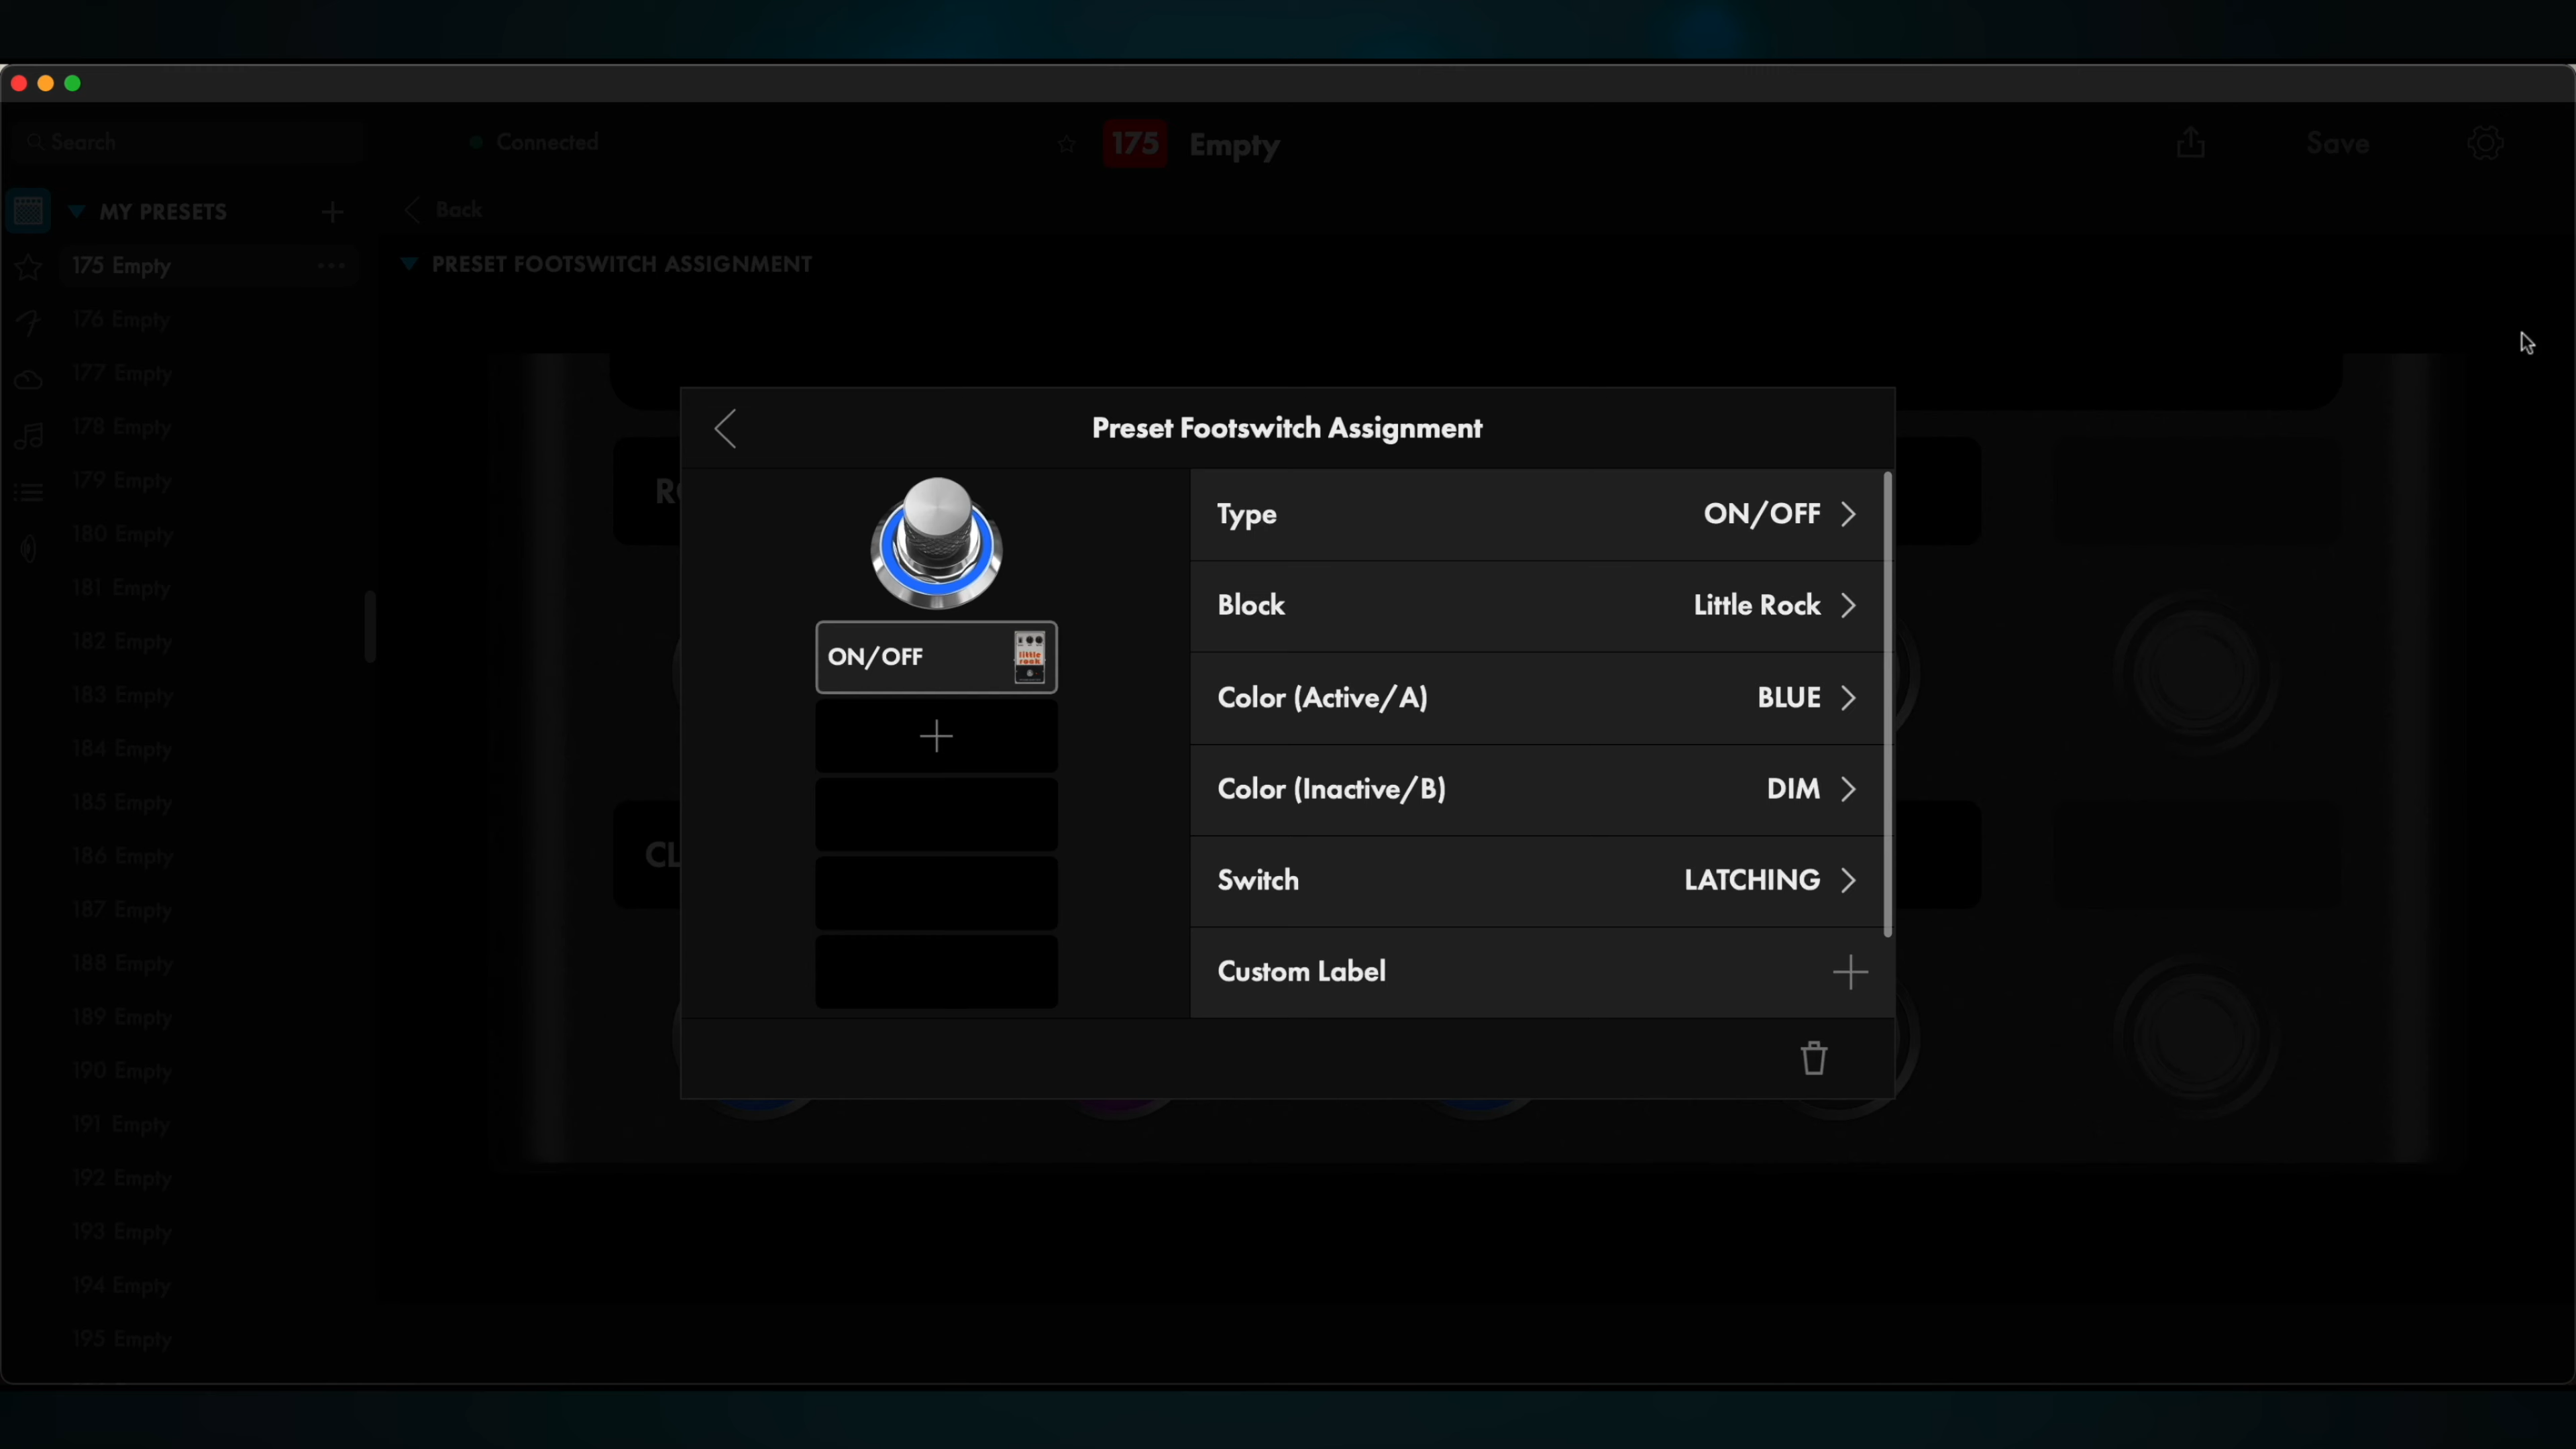 Search
Connected
175 Empty
Save
MY PRESETS
Back
175 Empty
PRESET FOOTSWITCH ASSIGNMENT
176 Empty
177 Empty
178 Empty
179 Empty
180 Empty
181 Empty
182 Empty
183 Empty
184 Empty
185 Empty
186 Empty
187 Empty
188 Empty
189 Empty
190 Empty
191 Empty
192 Empty
193 Empty
194 Empty
195 Empty
CL
Preset Footswitch Assignment
ON/OFF
little
rock
Type ON/OFF
Block Little Rock
Color (Active/A) BLUE
Color (Inactive/B) DIM
Switch LATCHING
Custom Label